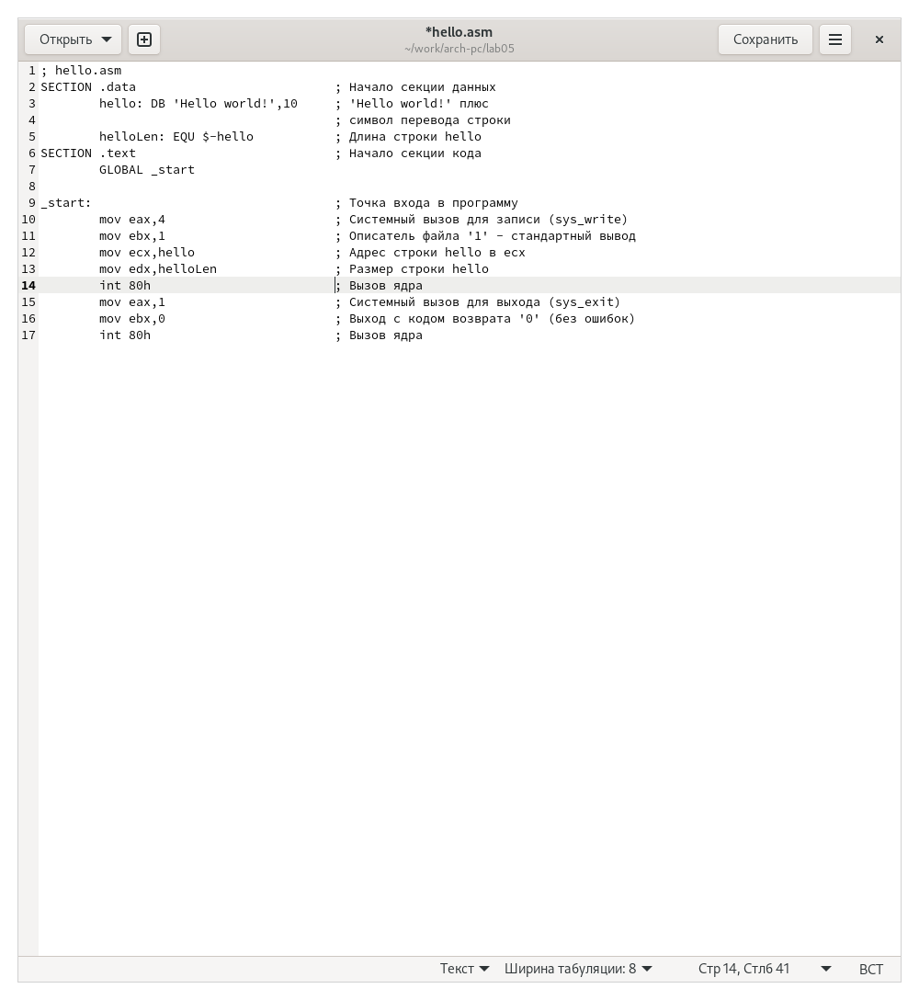 Открыть
*hello.asm
~/work/arch-pc/lab05
Сохранить
1 ; hello.asm
2 SECTION .data ; Начало секции данных
3 hello: DB 'Hello world!',10 ; 'Hello world!' плюс
4 ; символ перевода строки
5 helloLen: EQU $-hello ; Длина строки hello
6 SECTION .text ; Начало секции кода
7 GLOBAL _start
8
9 _start: ; Точка входа в программу
10 mov eax,4 ; Системный вызов для записи (sys_write)
11 mov ebx,1 ; Описатель файла '1' - стандартный вывод
12 mov ecx,hello ; Адрес строки hello в ecx
13 mov edx,helloLen ; Размер строки hello
14 int 80h ; Вызов ядра
15 mov eax,1 ; Системный вызов для выхода (sys_exit)
16 mov ebx,0 ; Выход с кодом возврата '0' (без ошибок)
17 int 80h ; Вызов ядра
Текст Ширина табуляции: 8 Стр 14, Стлб 41 ВСТ